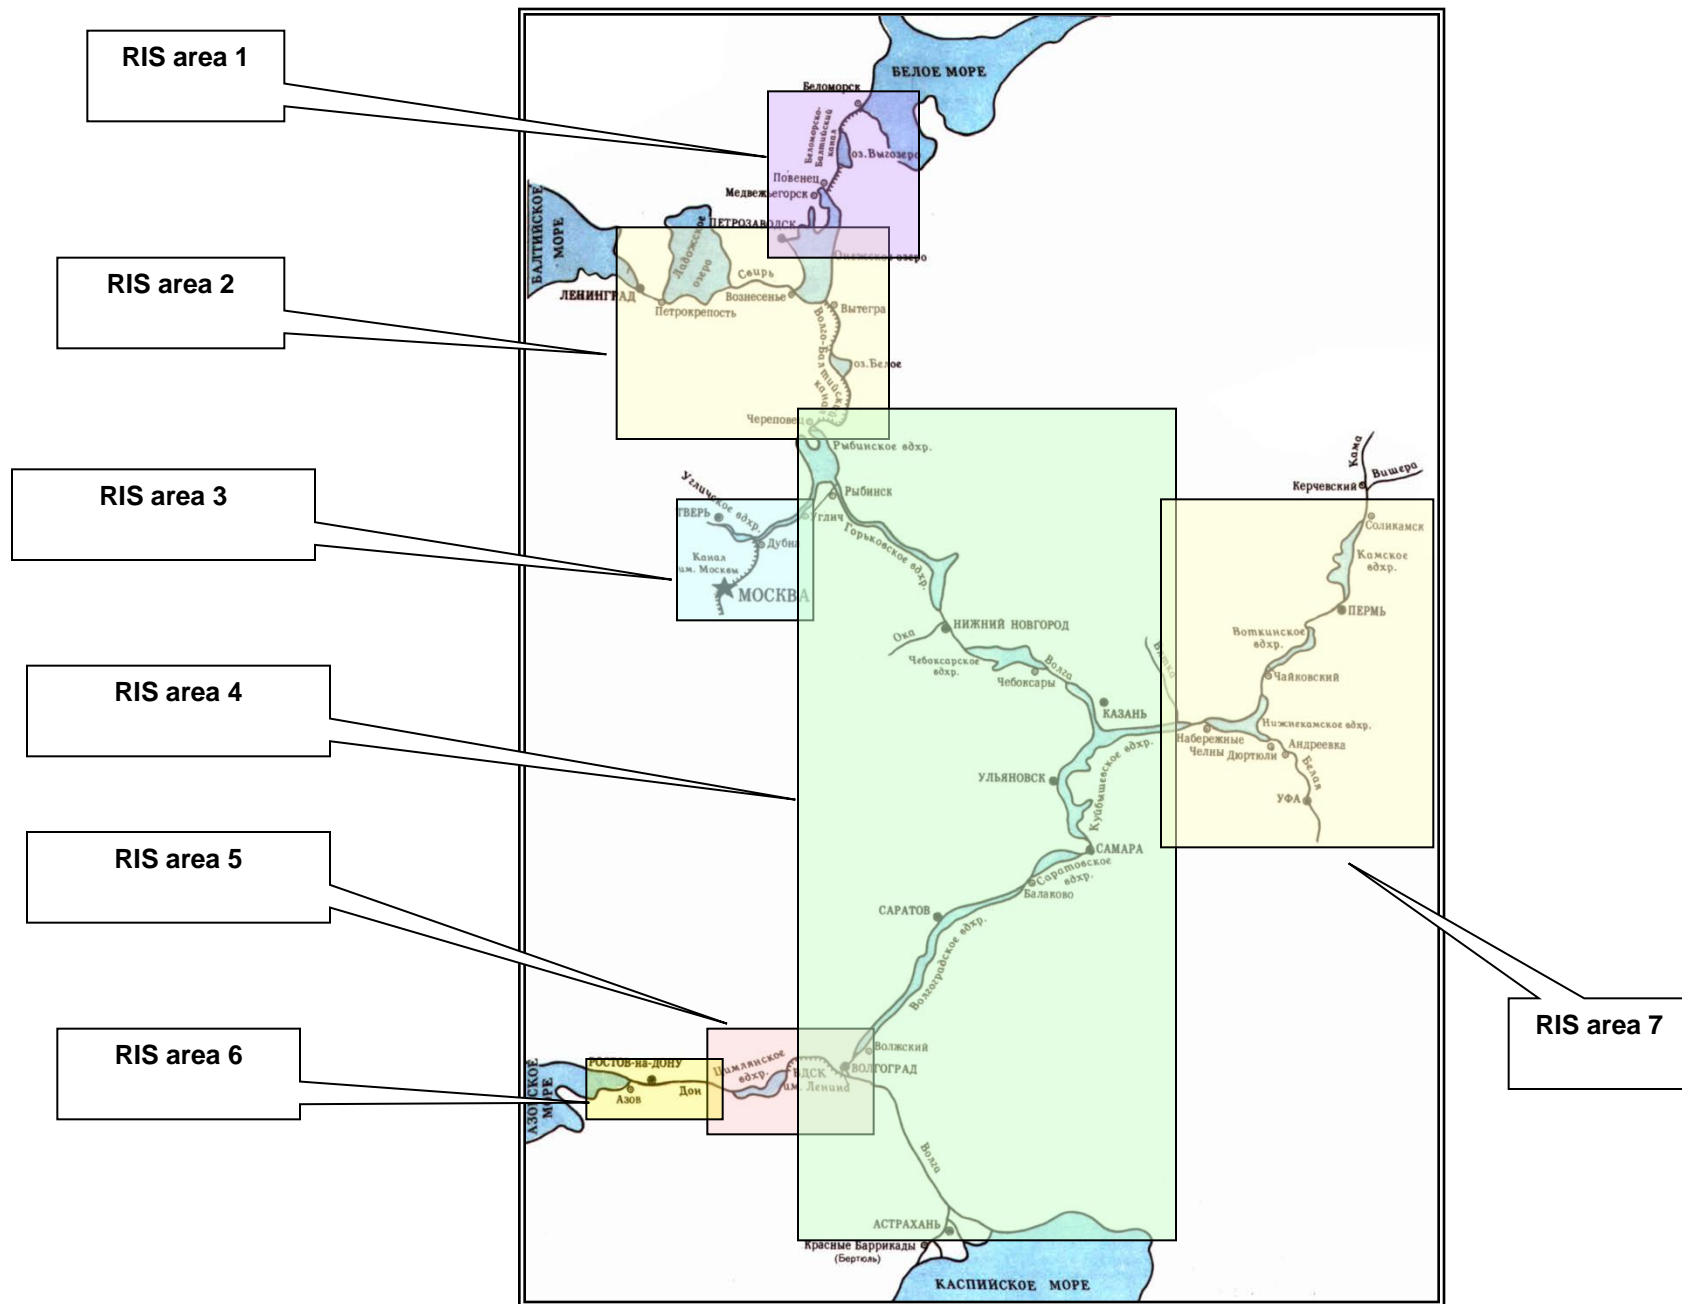 RIS area 1
RIS area 2
RIS area 3
RIS area 4
RIS area 5
RIS area 6
RIS area 7
БЕЛОЕ МОРЕ
Беломорск
Беломорско-
Балтийский
канал
оз.Выгозеро
Повенец
Медвежьегорск
ПЕТРОЗАВОДСК
Онежское озеро
БАЛТИЙСКОЕ
МОРЕ
Ладожское
озеро
Свирь
ЛЕНИНГРАД
Петрокрепость
Вознесенье
Вытегра
Волго-Балтийский
канал
оз.Белое
Череповец
Рыбинское вдхр.
Рыбинск
Угличское вдхр.
ТВЕРЬ
Углич
Дубна
Канал
им. Москвы
МОСКВА
Горьковское вдхр.
НИЖНИЙ НОВГОРОД
Ока
Чебоксарское
вдхр.
Волга
Чебоксары
КАЗАНЬ
Вятка
Кама
Вишера
Керчевский
Соликамск
Камское
вдхр.
ПЕРМЬ
Воткинское
вдхр.
Чайковский
Нижнекамское вдхр.
Набережные
Челны
Дюртюли
Андреевка
Белая
УФА
УЛЬЯНОВСК
Куйбышевское вдхр.
САМАРА
Саратовское
вдхр.
Балаково
САРАТОВ
Волгоградское вдхр.
Волжский
ВОЛГОГРАД
Цимлянское
вдхр.
ВДСК
им. Ленина
РОСТОВ-на-ДОНУ
Азов
Дон
АЗОВСКОЕ
МОРЕ
Волга
АСТРАХАНЬ
Красные Баррикады
(Бертюль)
КАСПИЙСКОЕ МОРЕ